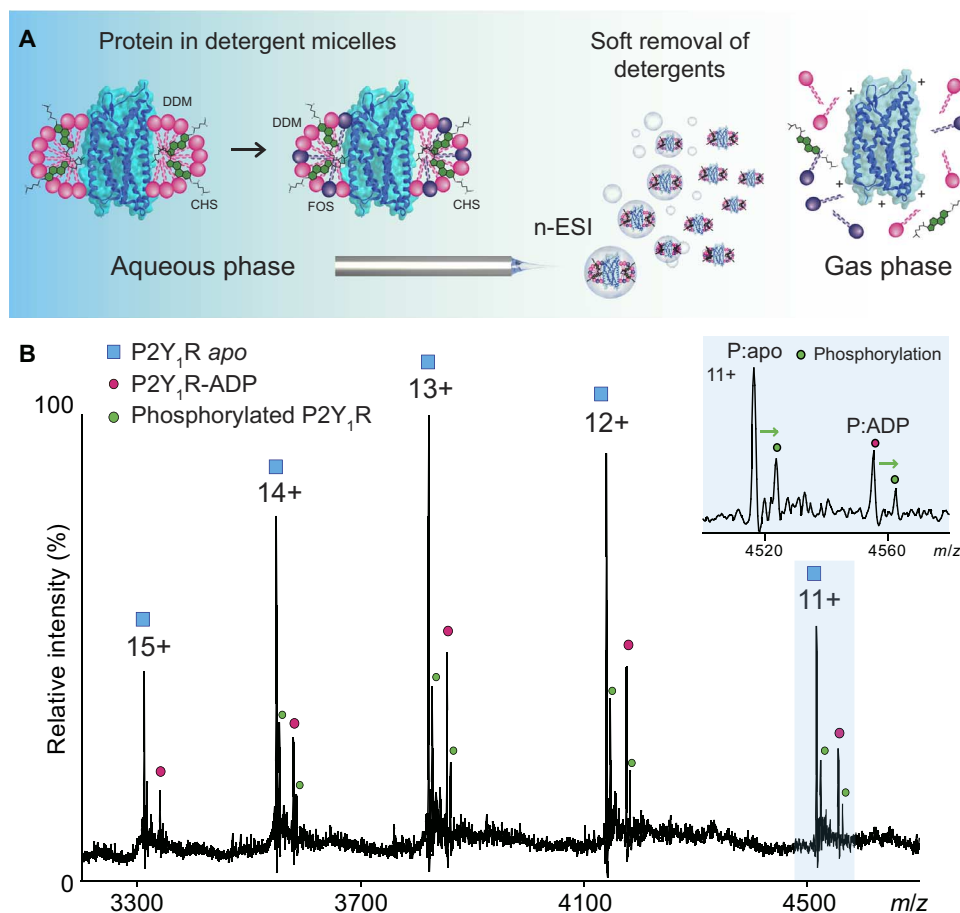 A
Protein in detergent micelles
Soft removal of
detergents
DDM
CHS
DDM
FOS
CHS
n-ESI
Aqueous phase
Gas phase
+
+
+
+
+
B
P2Y₁R apo
P2Y₁R-ADP
Phosphorylated P2Y₁R
Relative intensity (%)
100
0
15+
14+
13+
12+
11+
3300
3700
4100
4500
m/z
P:apo
Phosphorylation
11+
P:ADP
4520
4560
m/z